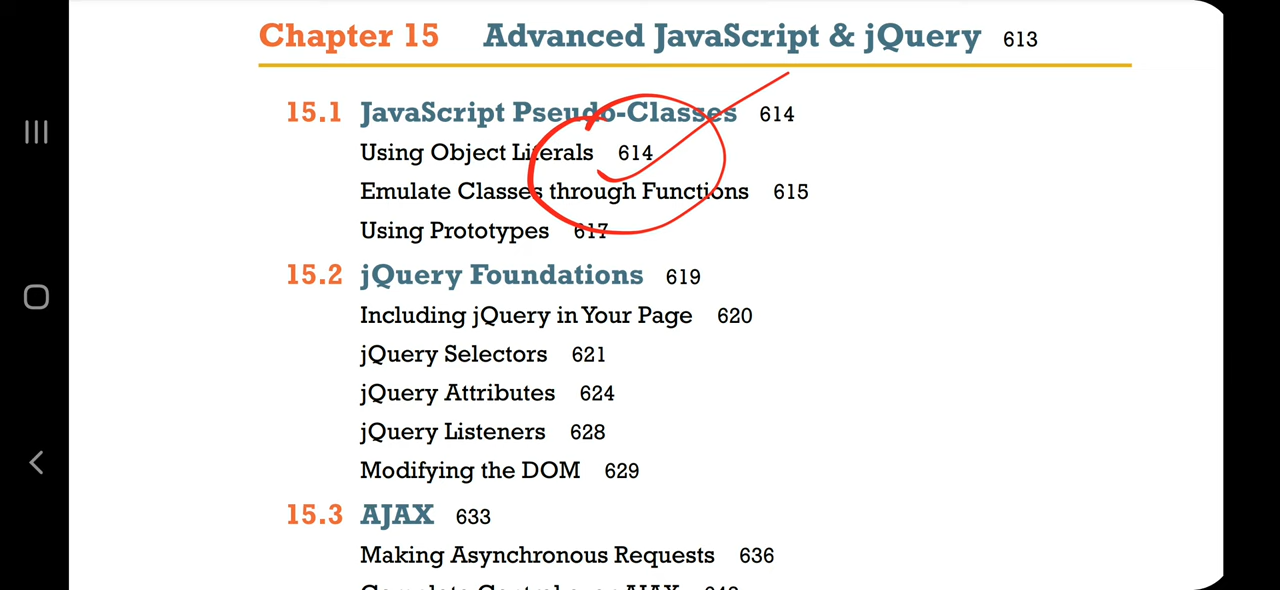 Chapter 15 Advanced JavaScript & jQuery 613
15.1 JavaScript Pseudo-Classes 614
Using Object Literals 614
Emulate Classes through Functions 615
Using Prototypes 617
15.2 jQuery Foundations 619
Including jQuery in Your Page 620
jQuery Selectors 621
jQuery Attributes 624
jQuery Listeners 628
Modifying the DOM 629
15.3 AJAX 633
Making Asynchronous Requests 636